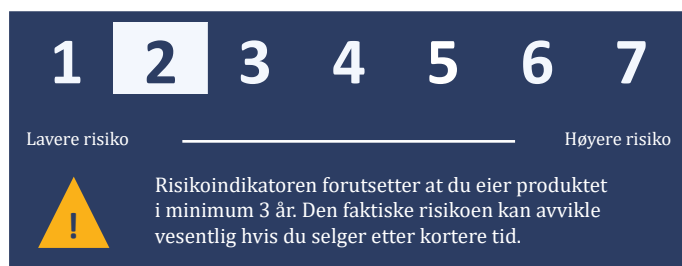 1 2 3 4 5 6 7
Lavere risiko Høyere risiko
!
Risikoindikatoren forutsetter at du eier produktet
i minimum 3 år. Den faktiske risikoen kan avvikle
vesentlig hvis du selger etter kortere tid.